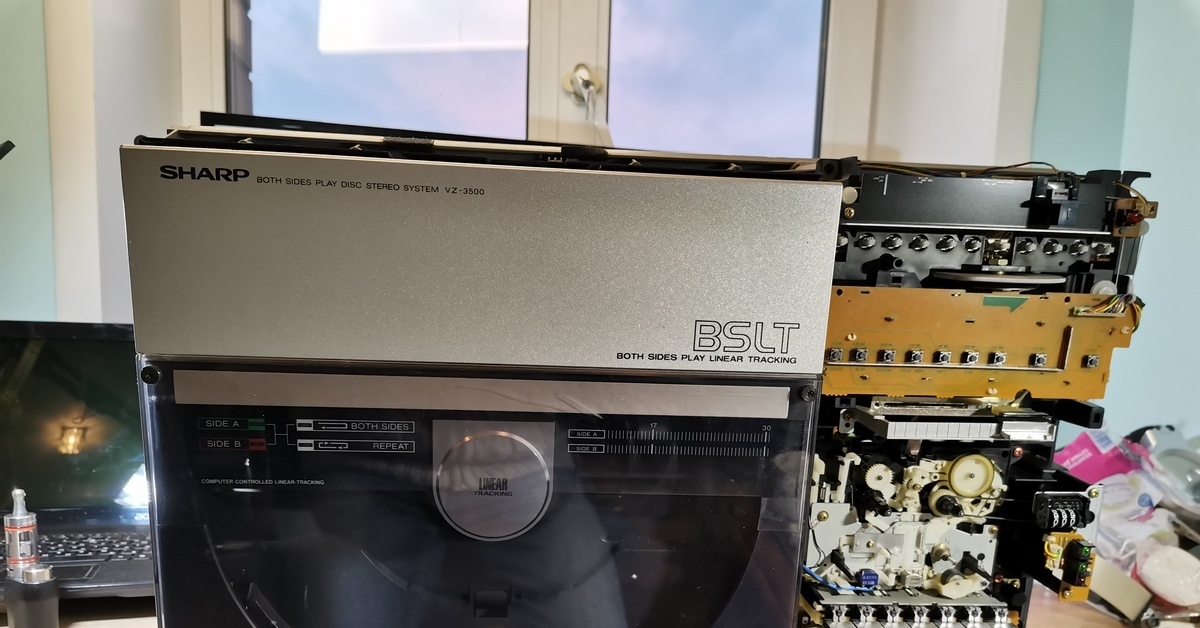 SHARP BOTH SIDES PLAY DISC STEREO SYSTEM VZ-3500
BSLT
BOTH SIDES PLAY LINEAR TRACKING
SIDE A
BOTH SIDES
SIDE B
REPEAT
COMPUTER CONTROLLED LINEAR TRACKING
LINEAR
TRACKING
17
30
SIDE A
SIDE B